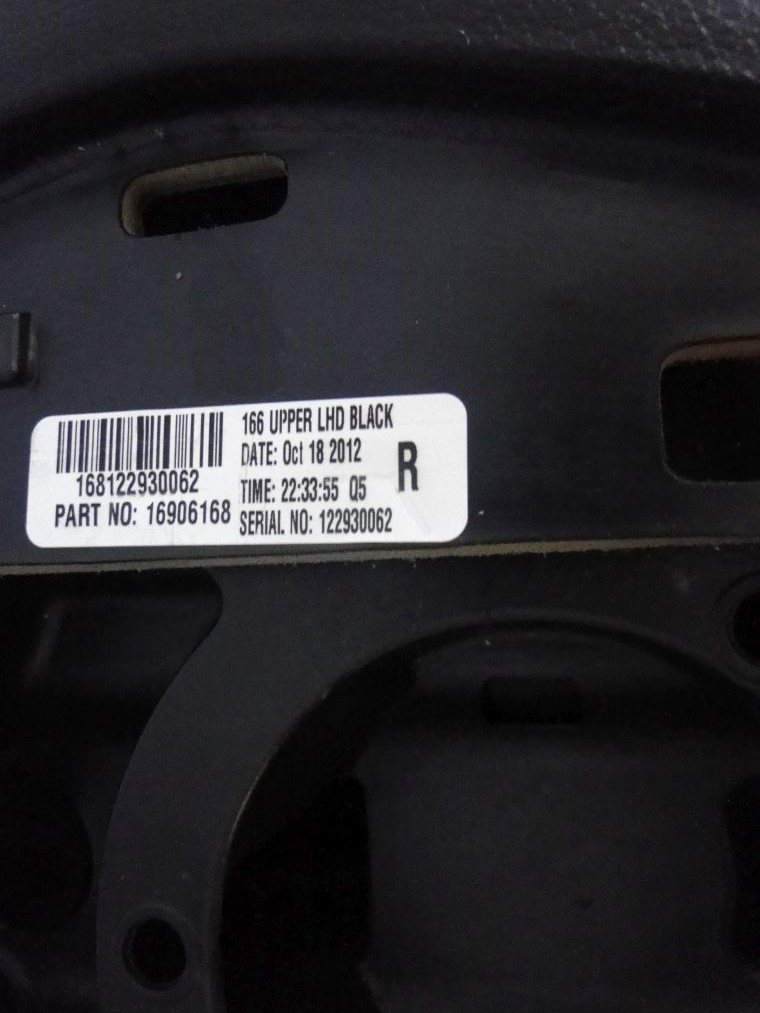 166 UPPER LHD BLACK
DATE: Oct 18 2012
R
168122930062
TIME: 22:33:55 05
PART NO: 16906168
SERIAL NO: 122930062